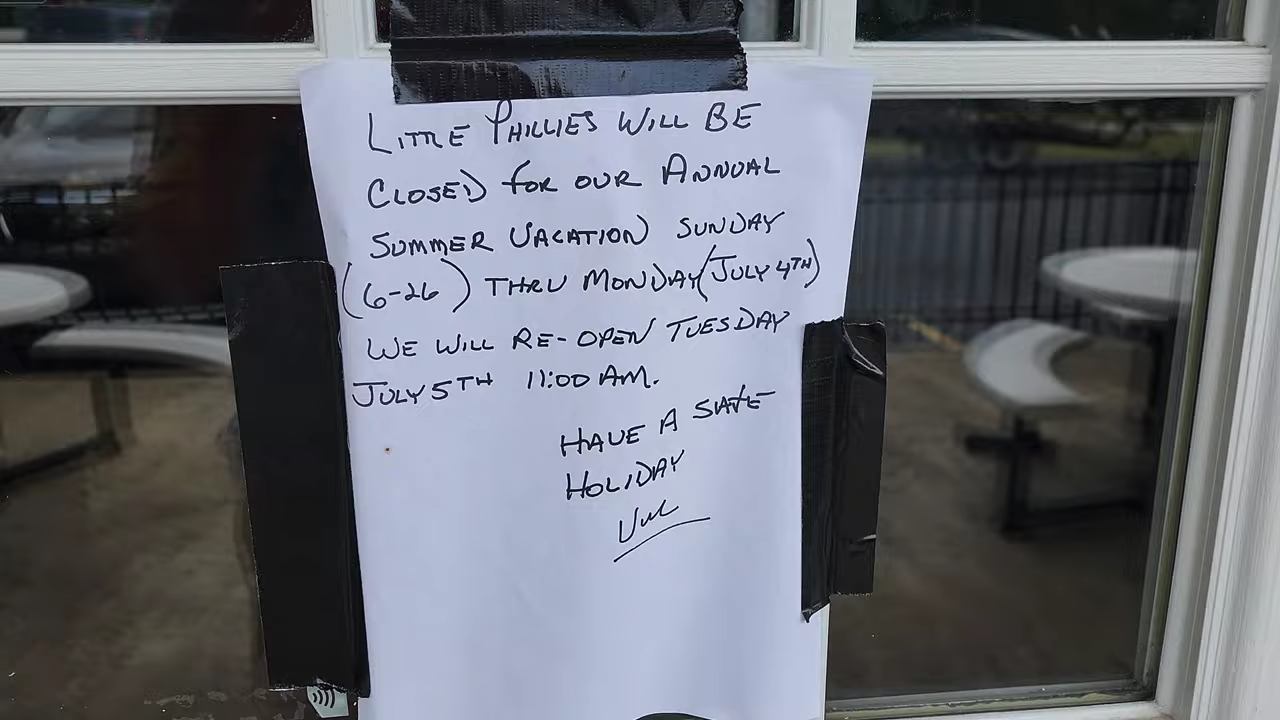 LITTLE PHILLIES WILL BE
CLOSED FOR OUR ANNUAL
SUMMER VACATION SUNDAY
(6-26) THRU MONDAY (JULY 4TH)
WE WILL RE-OPEN TUESDAY
JULY 5TH 11:00 AM.
HAVE A SAFE
HOLIDAY